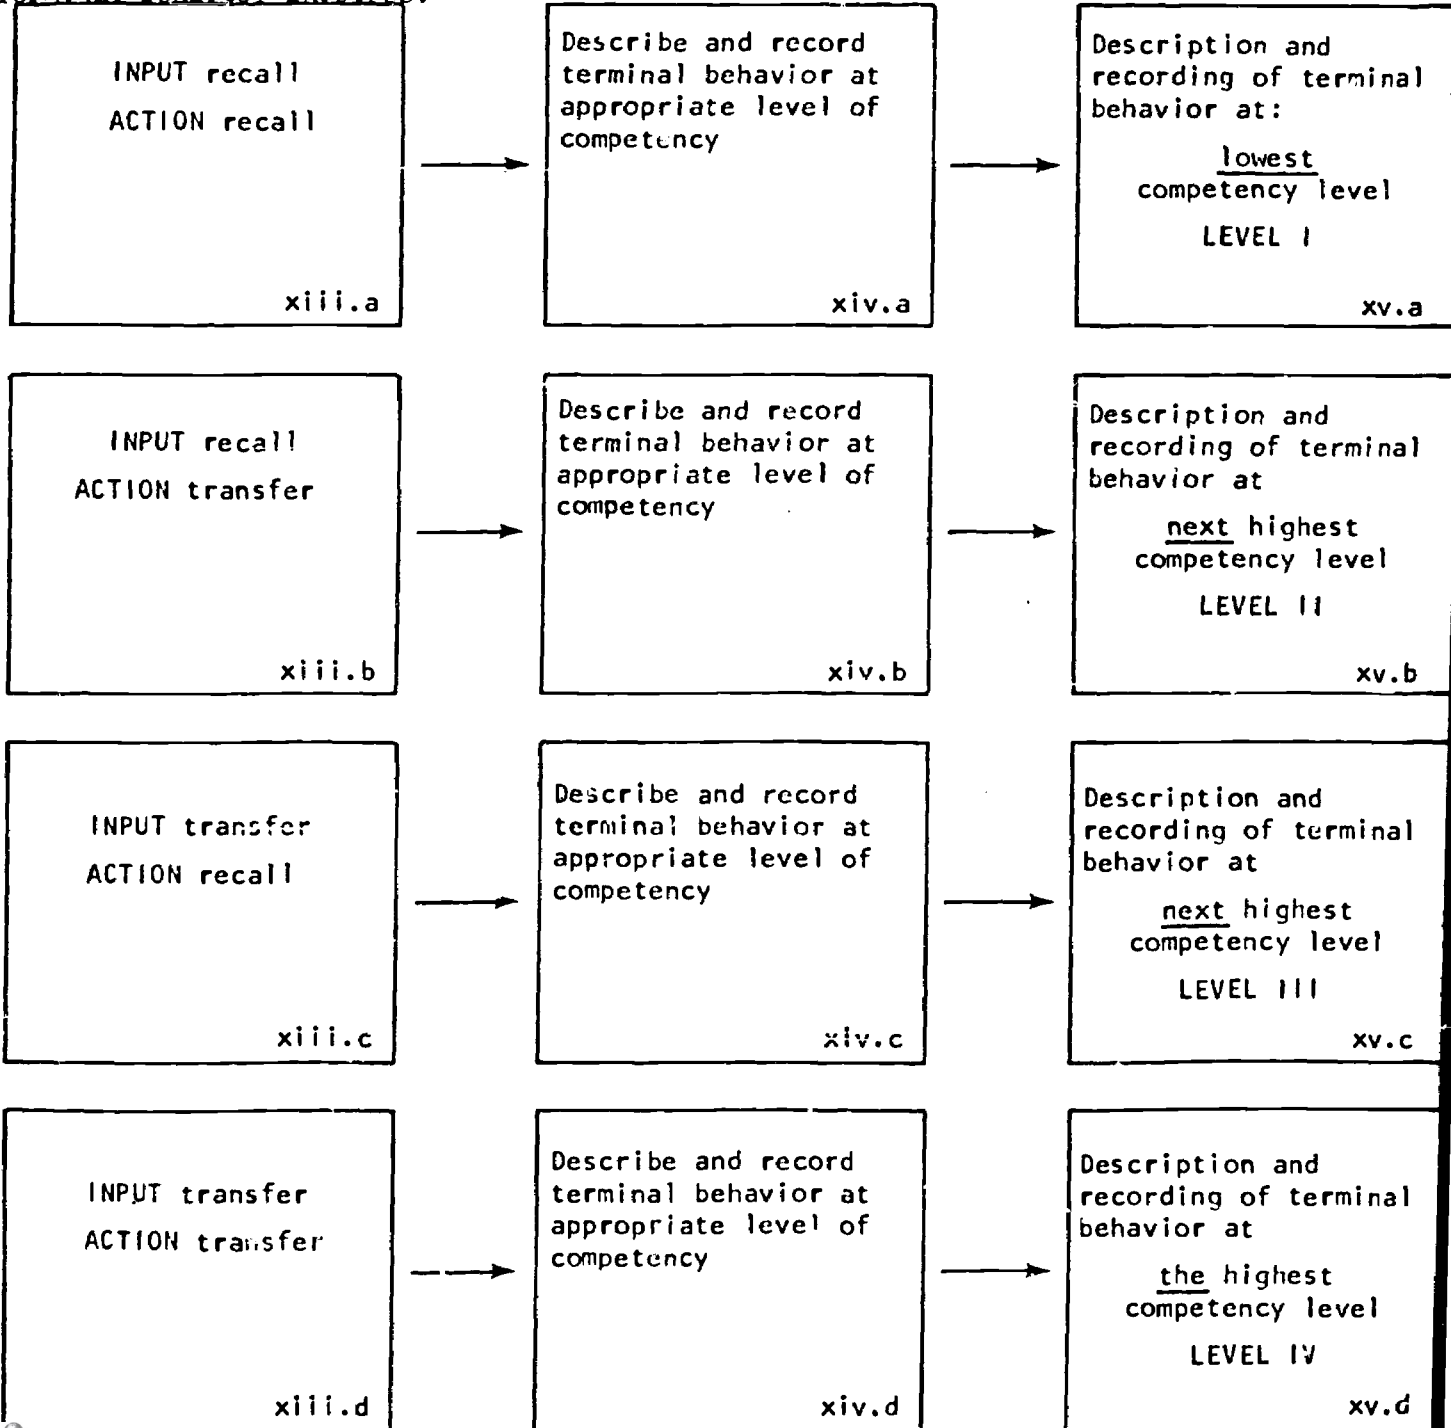 INPUT recall
ACTION recall
xiii.a
Describe and record
terminal behavior at
appropriate level of
competency
xiv.a
Description and
recording of terminal
behavior at:
lowest
competency level
LEVEL I
xv.a
INPUT recall
ACTION transfer
xiii.b
Describe and record
terminal behavior at
appropriate level of
competency
xiv.b
Description and
recording of terminal
behavior at
next highest
competency level
LEVEL II
xv.b
INPUT transfer
ACTION recall
xiii.c
Describe and record
terminal behavior at
appropriate level of
competency
xiv.c
Description and
recording of terminal
behavior at
next highest
competency level
LEVEL III
xv.c
INPUT transfer
ACTION transfer
xiii.d
Describe and record
terminal behavior at
appropriate level of
competency
xiv.d
Description and
recording of terminal
behavior at
the highest
competency level
LEVEL IV
xv.d